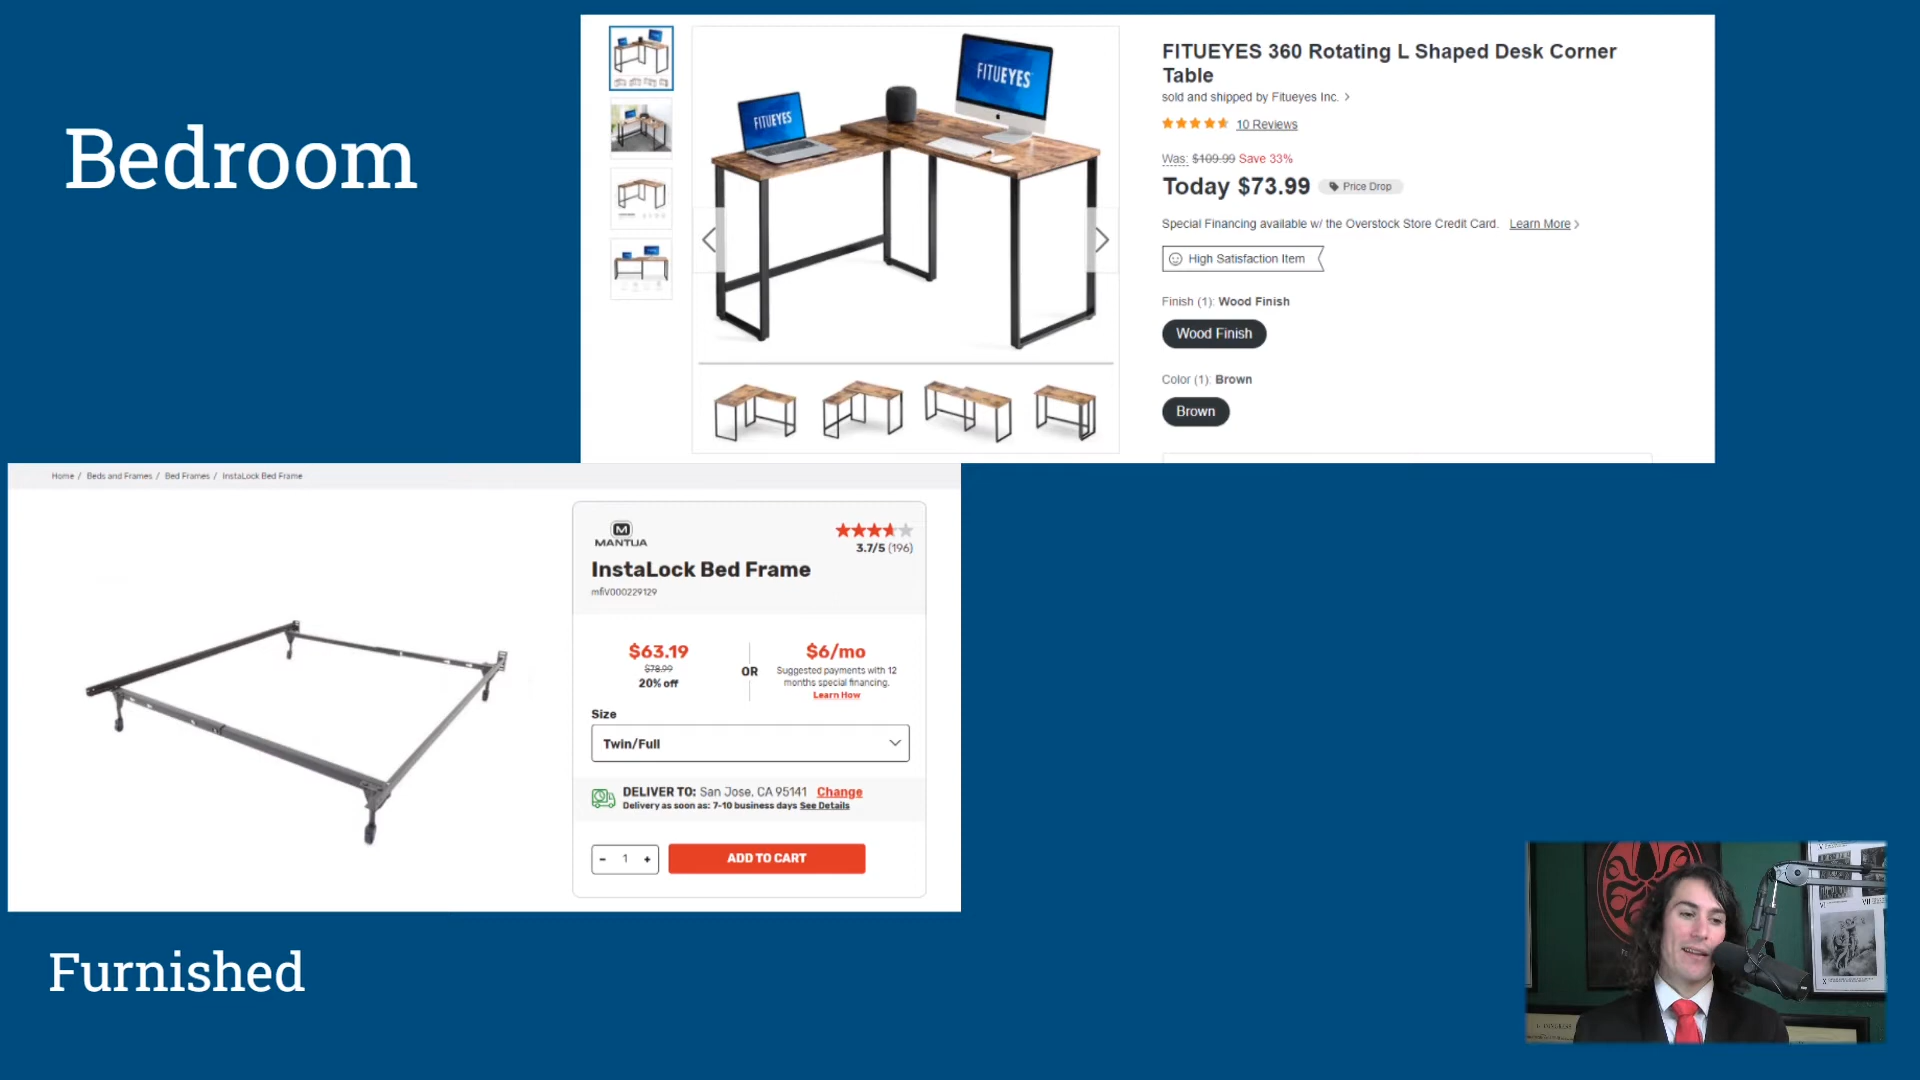 Bedroom
FITUEYES
FITUEYES
FITUEYES 360 Rotating L Shaped Desk Corner
Table
sold and shipped by Fitueyes Inc. >
10 Reviews
Was: $109.99 Save 33%
Today $73.99 Price Drop
Special Financing available w/ the Overstock Store Credit Card. Learn More >
High Satisfaction Item
Finish (1): Wood Finish
Wood Finish
Color (1): Brown
Brown
Home / Beds and Frames / Bed Frames / InstaLock Bed Frame
M
MANTUA
3.7/5 (196)
InstaLock Bed Frame
mfiV000229129
$63.19
$78.99
20% off
OR
$6/mo
Suggested payments with 12
months special financing.
Learn How
Size
Twin/Full
DELIVER TO: San Jose, CA 95141 Change
Delivery as soon as: 7-10 business days See Details
- 1 +
ADD TO CART
Furnished